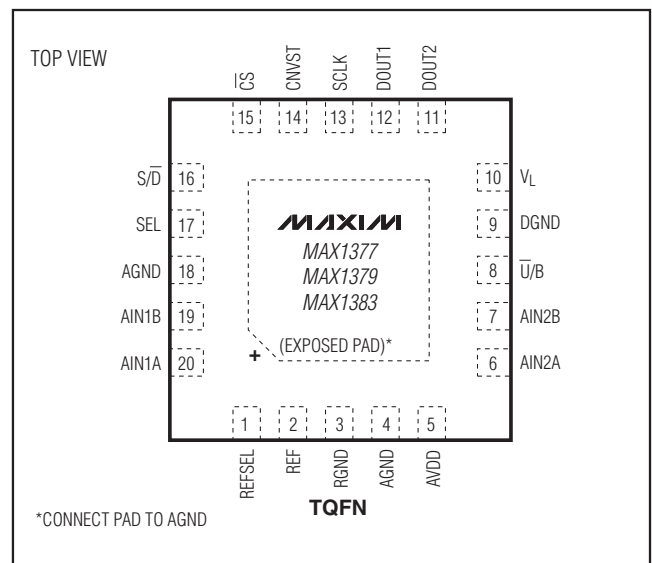 TOP VIEW
C̅S̅
CNVST
SCLK
DOUT1
DOUT2
15 14 13 12 11
S/D̅ 16
SEL 17
AGND 18
AIN1B 19
AIN1A 20
10 VL
9 DGND
8 U̅/B
7 AIN2B
6 AIN2A
MAXIM
MAX1377
MAX1379
MAX1383
(EXPOSED PAD)*
+
1 2 3 4 5
REFSEL
REF
RGND
AGND
AVDD
TQFN
*CONNECT PAD TO AGND